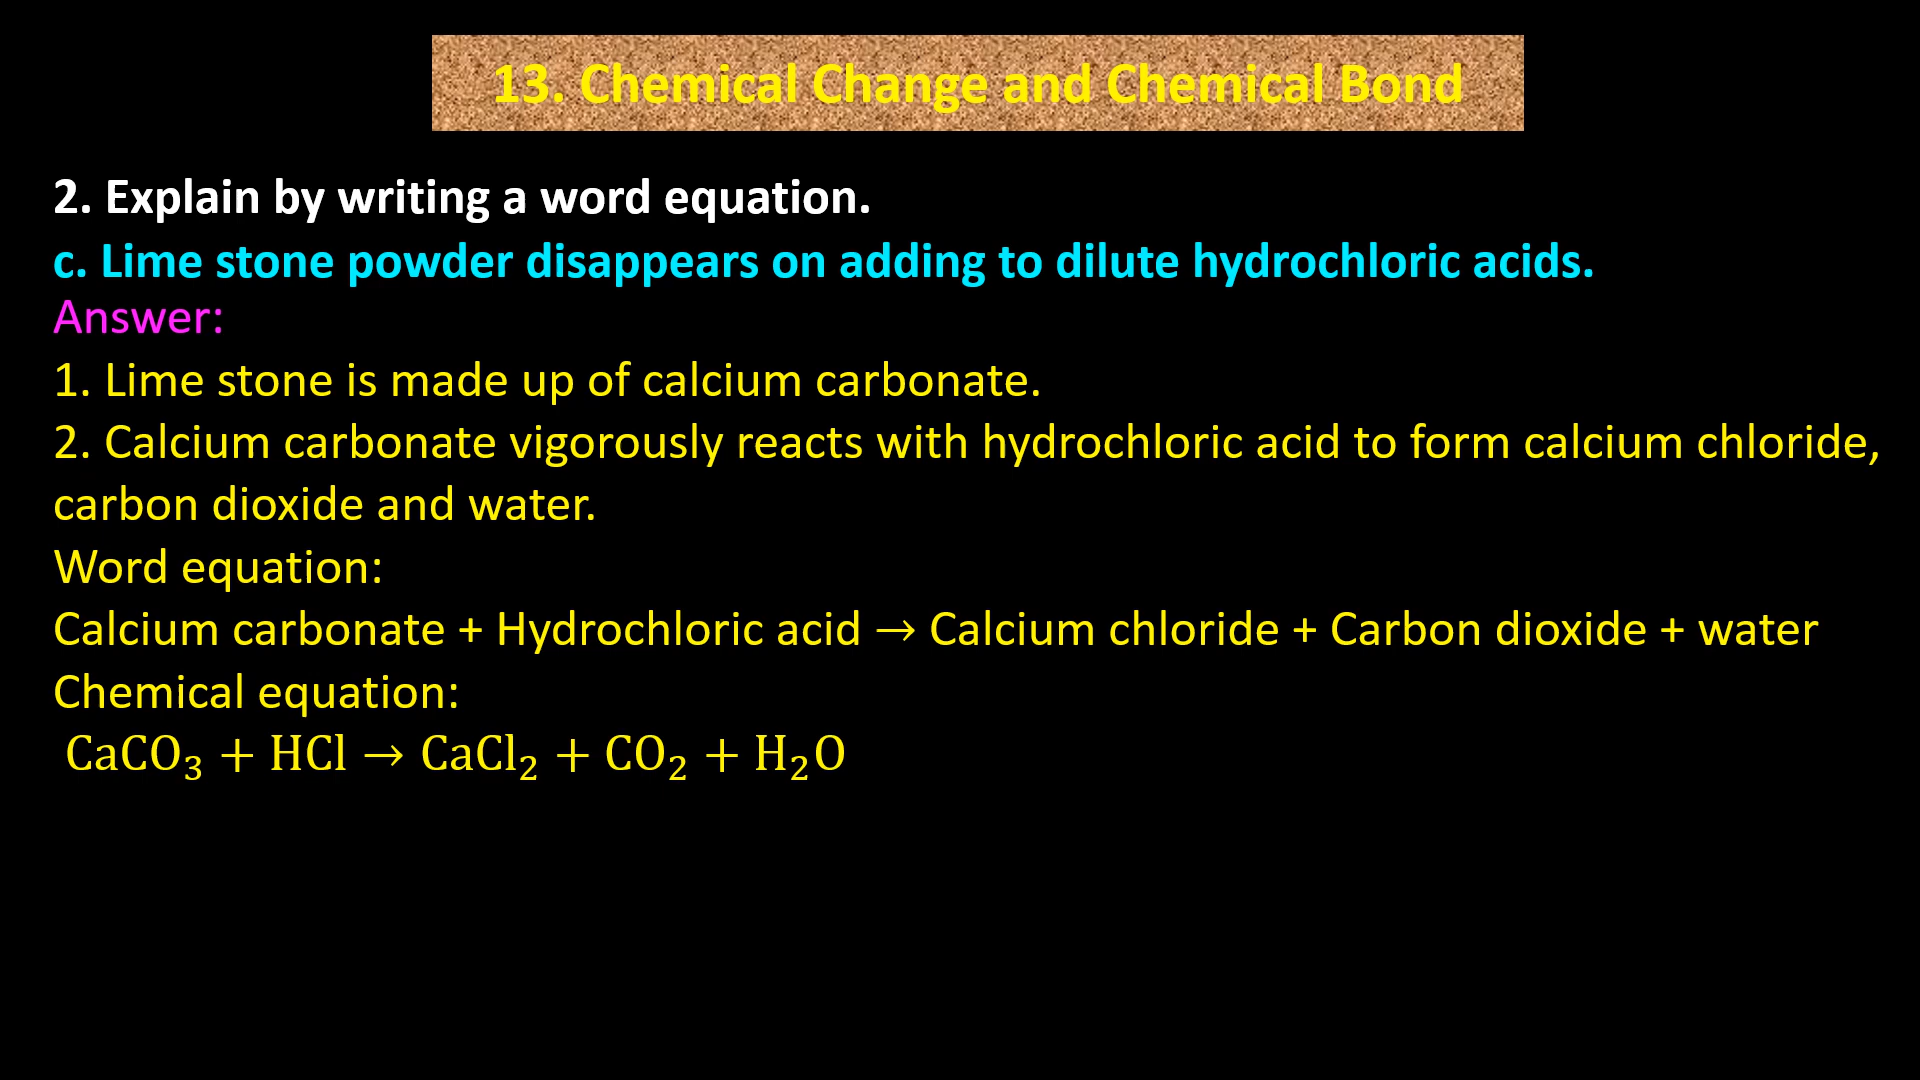 13. Chemical Change and Chemical Bond
2. Explain by writing a word equation.
c. Lime stone powder disappears on adding to dilute hydrochloric acids.
Answer:
1. Lime stone is made up of calcium carbonate.
2. Calcium carbonate vigorously reacts with hydrochloric acid to form calcium chloride,
carbon dioxide and water.
Word equation:
Calcium carbonate + Hydrochloric acid → Calcium chloride + Carbon dioxide + water
Chemical equation:
CaCO₃ + HCl → CaCl₂ + CO₂ + H₂O